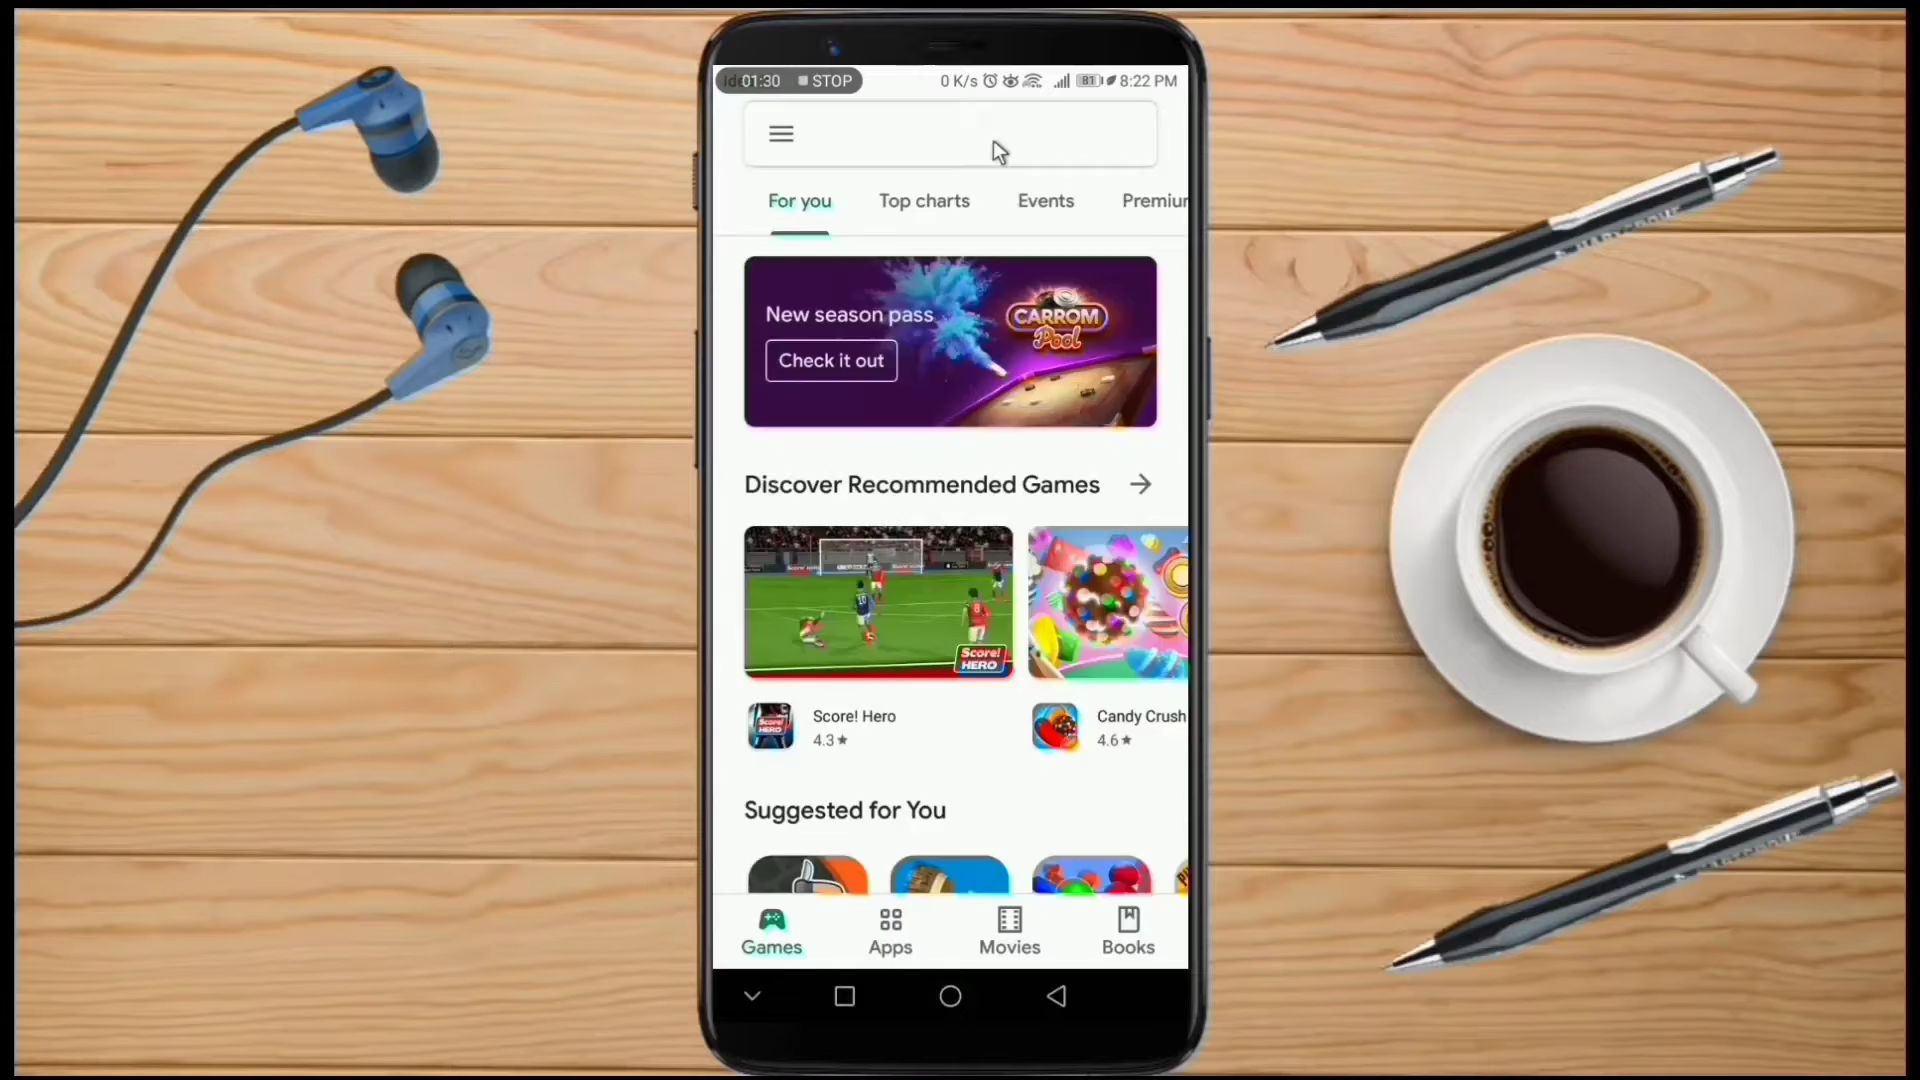 01:30 STOP 0 K/s 81 8:22 PM
For you Top charts Events Premium
New season pass
CARROM
Pool
Check it out
Discover Recommended Games
Score!
HERO
Score! Hero Candy Crush
4.3★ 4.6★
Suggested for You
Games Apps Movies Books